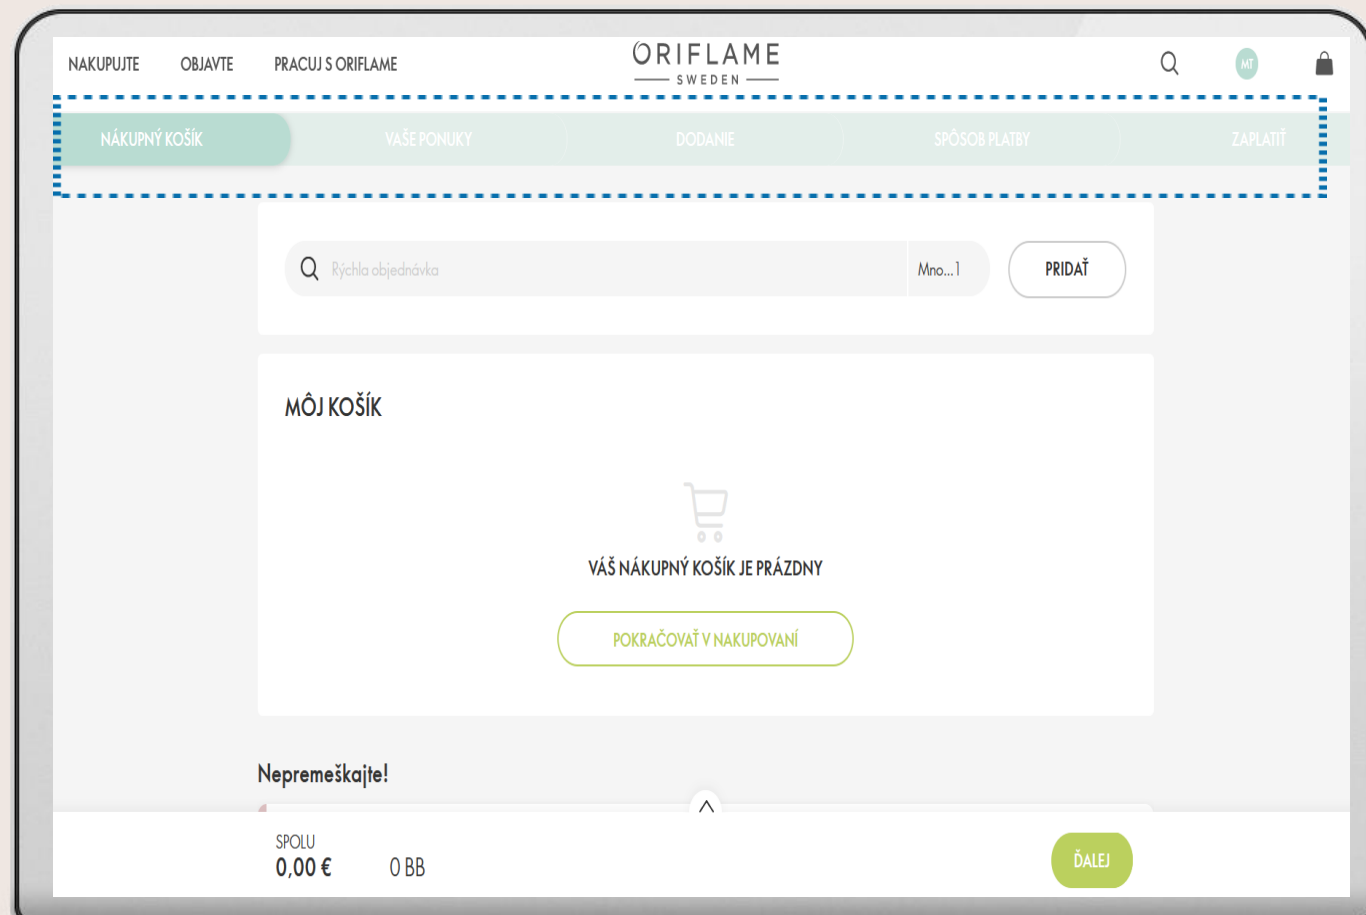 NAKUPUJTE OBJAVTE PRACUJ S ORIFLAME
ORIFLAME
SWEDEN
MT
NÁKUPNÝ KOŠÍK VAŠE PONUKY DODANIE SPÔSOB PLATBY ZAPLATIŤ
Rýchla objednávka Mno...1 PRIDAŤ
MÔJ KOŠÍK
VÁŠ NÁKUPNÝ KOŠÍK JE PRÁZDNY
POKRAČOVAŤ V NAKUPOVANÍ
Nepremeškajte!
SPOLU
0,00 € 0 BB
ĎALEJ